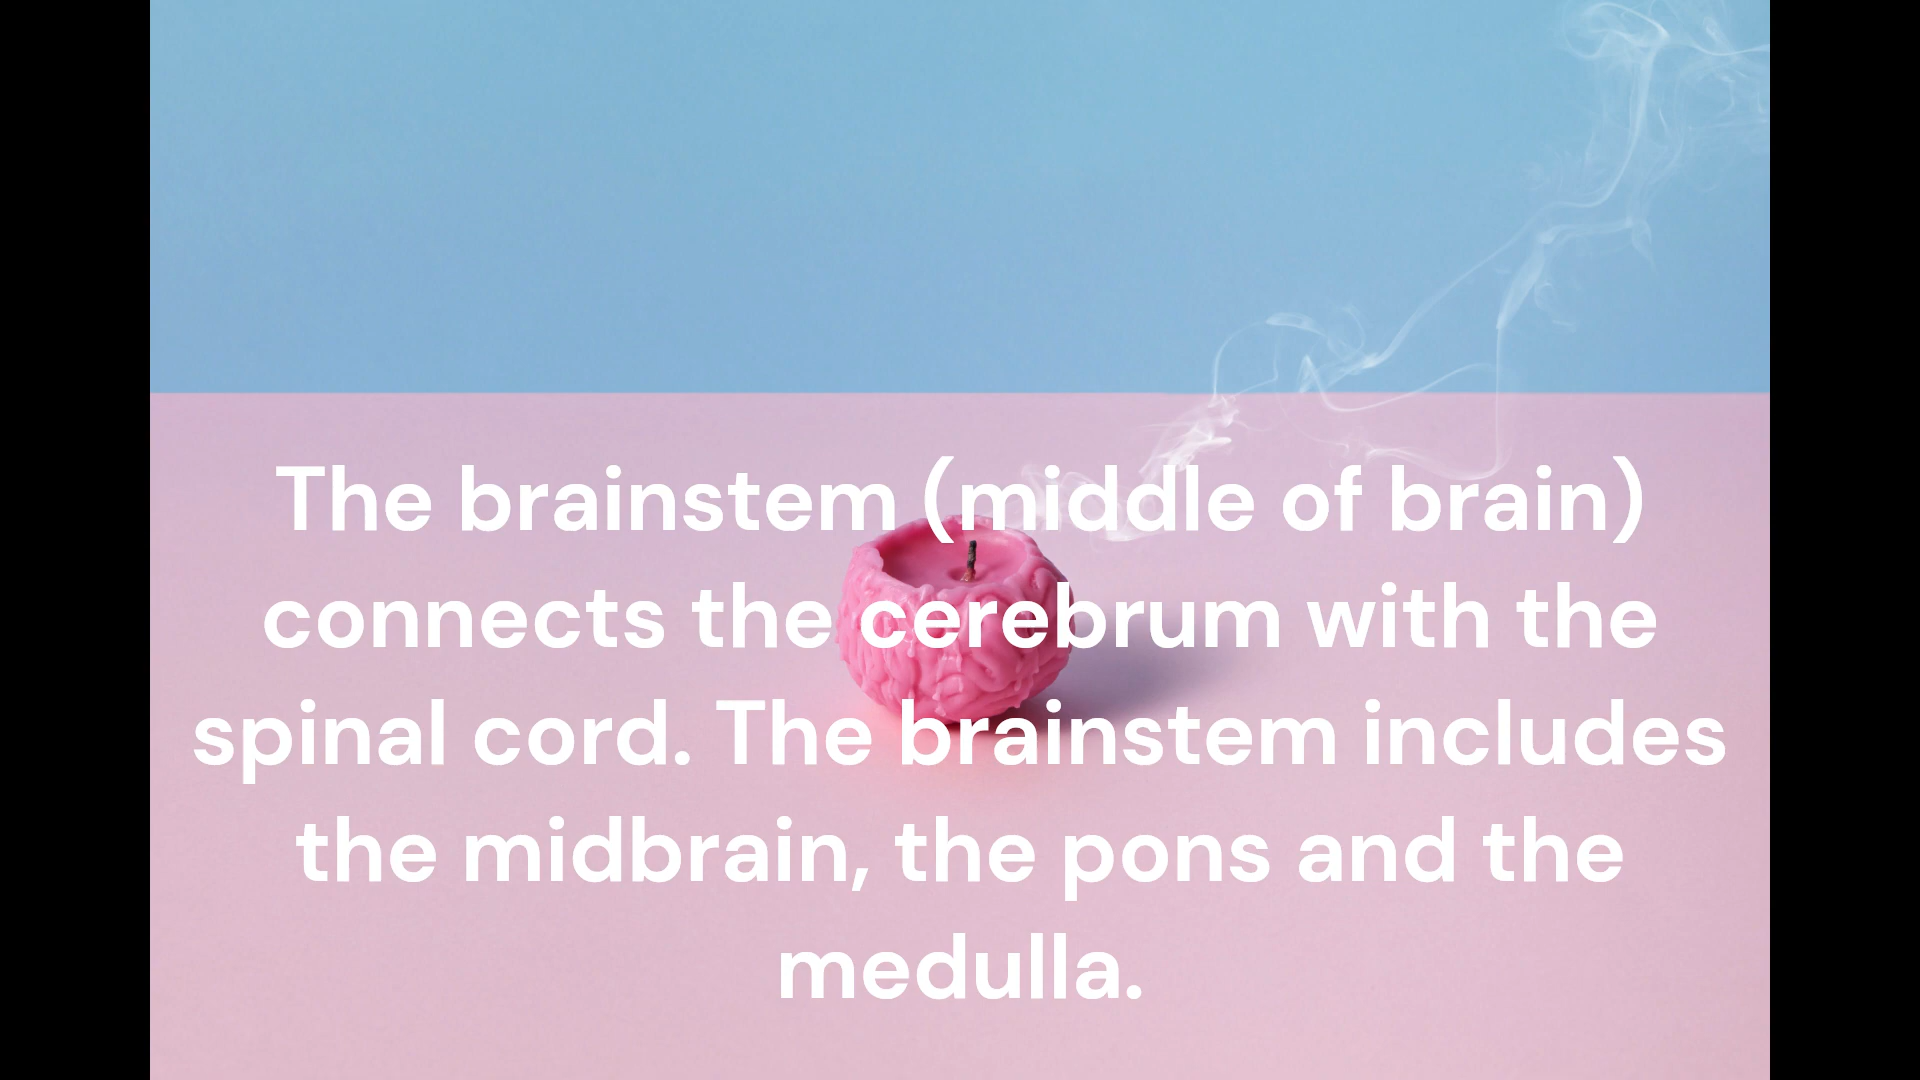 The brainstem (middle of brain)
connects the cerebrum with the
spinal cord. The brainstem includes
the midbrain, the pons and the
medulla.